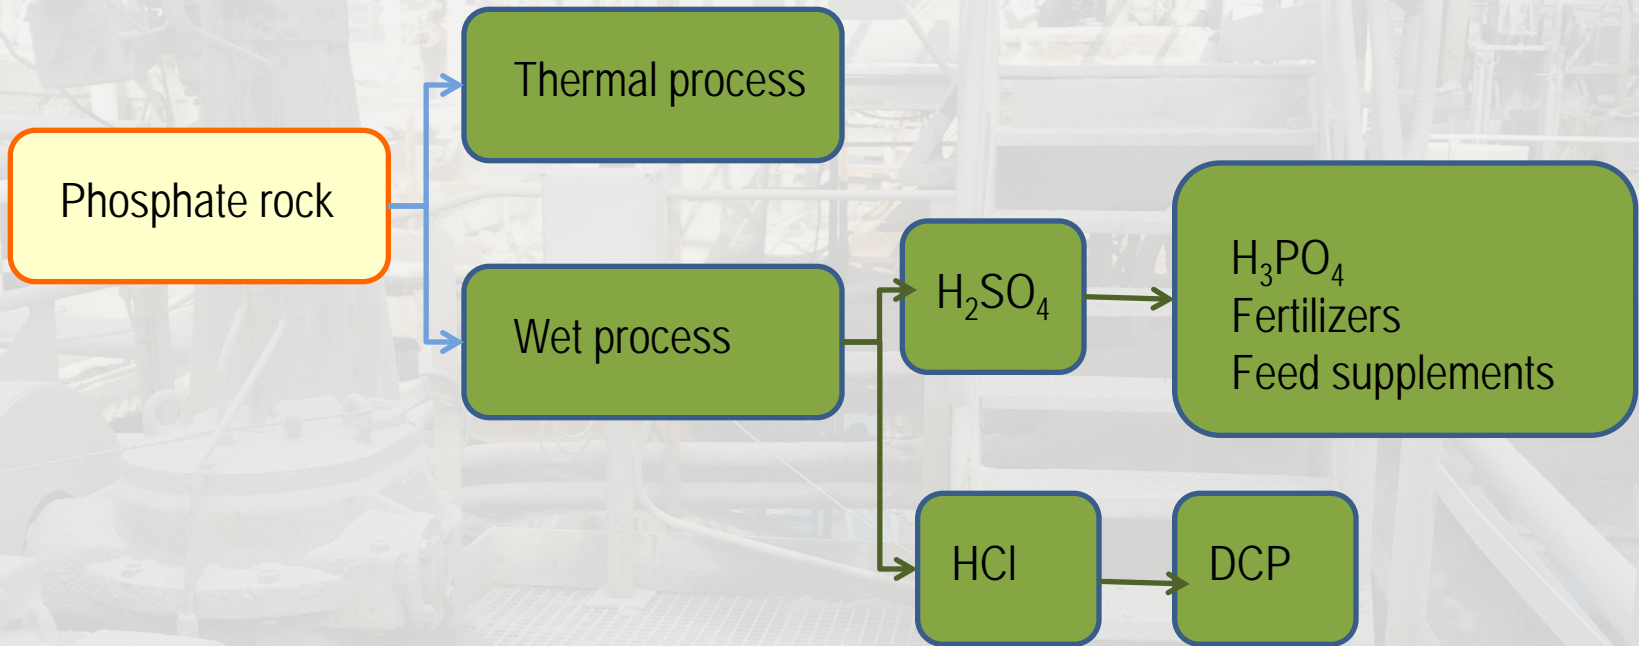 Thermal process
Phosphate rock
Wet process
H₂SO₄
H₃PO₄
Fertilizers
Feed supplements
HCl
DCP